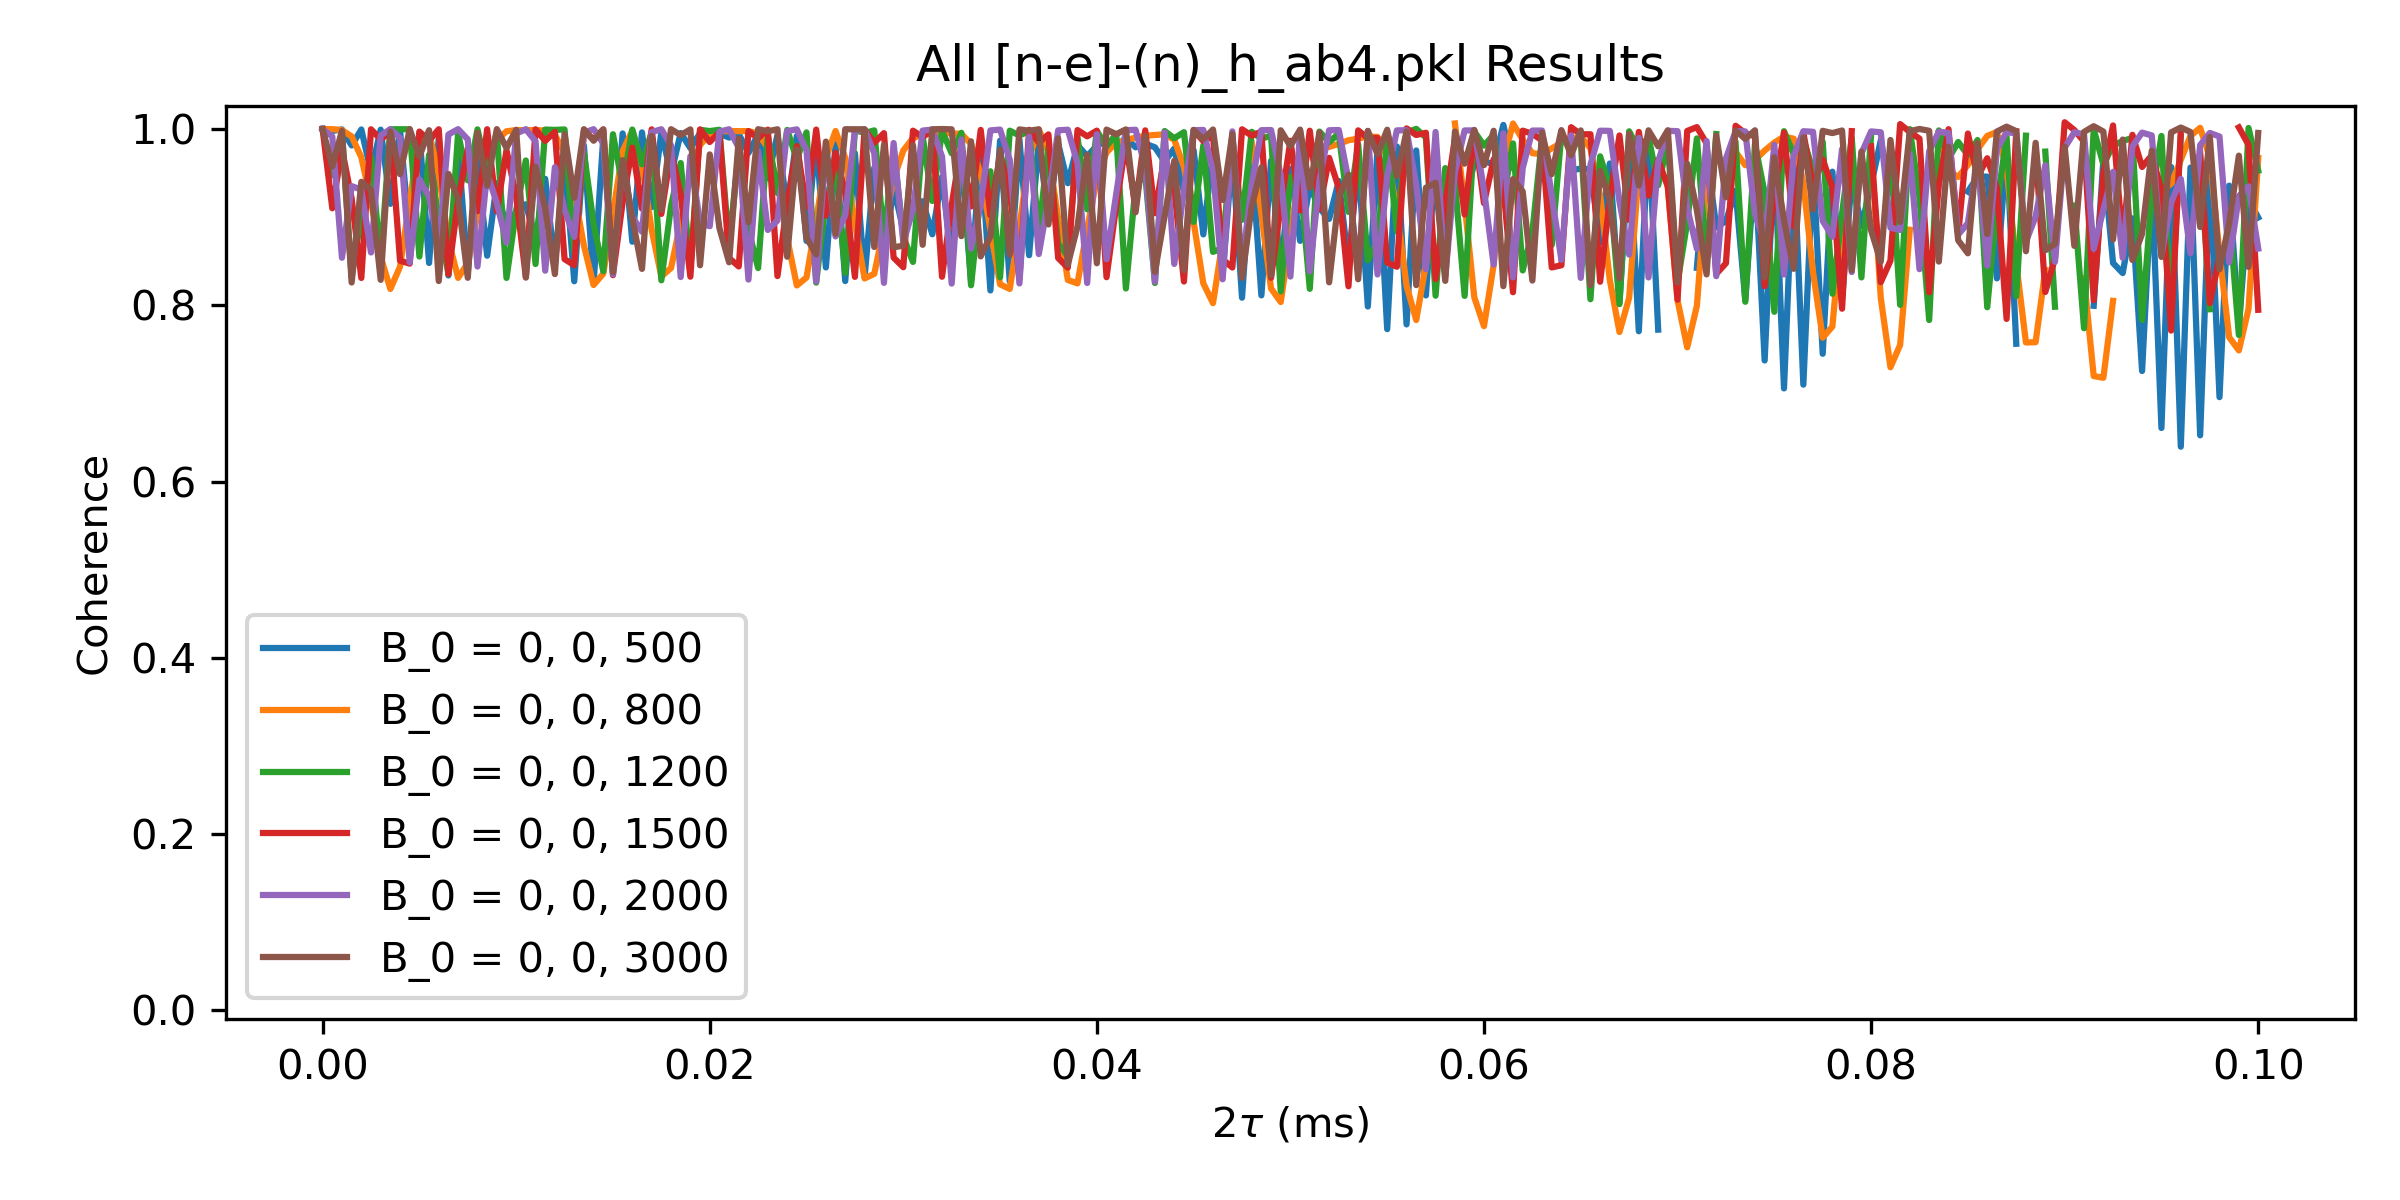 All [n-e]-(n)_h_ab4.pkl Results
1.0
0.8
0.6
0.4
0.2
0.0
Coherence
B_0 = 0, 0, 500
B_0 = 0, 0, 800
B_0 = 0, 0, 1200
B_0 = 0, 0, 1500
B_0 = 0, 0, 2000
B_0 = 0, 0, 3000
0.00 0.02 0.04 0.06 0.08 0.10
2τ (ms)